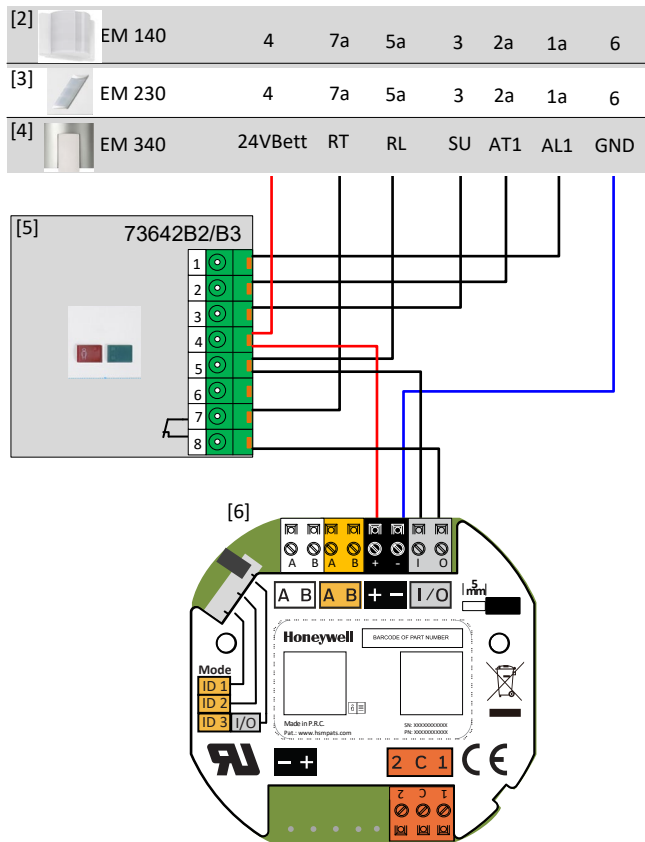 [2] EM 140 4 7a 5a 3 2a 1a 6
[3] EM 230 4 7a 5a 3 2a 1a 6
[4] EM 340 24VBett RT RL SU AT1 AL1 GND
[5] 73642B2/B3
1
2
3
4
5
6
7
8
[6]
A B A B + - I O
A B A B + - I/O
5
mm
Honeywell BARCODE OF PART NUMBER
Mode
ID 1
ID 2
ID 3 I/O
Made in P.R.C.
Pat.: www.hsmpats.com
SN: XXXXXXXXXXX
PN: XXXXXXXXXXX
- + 2 C 1 CE
2 C 1